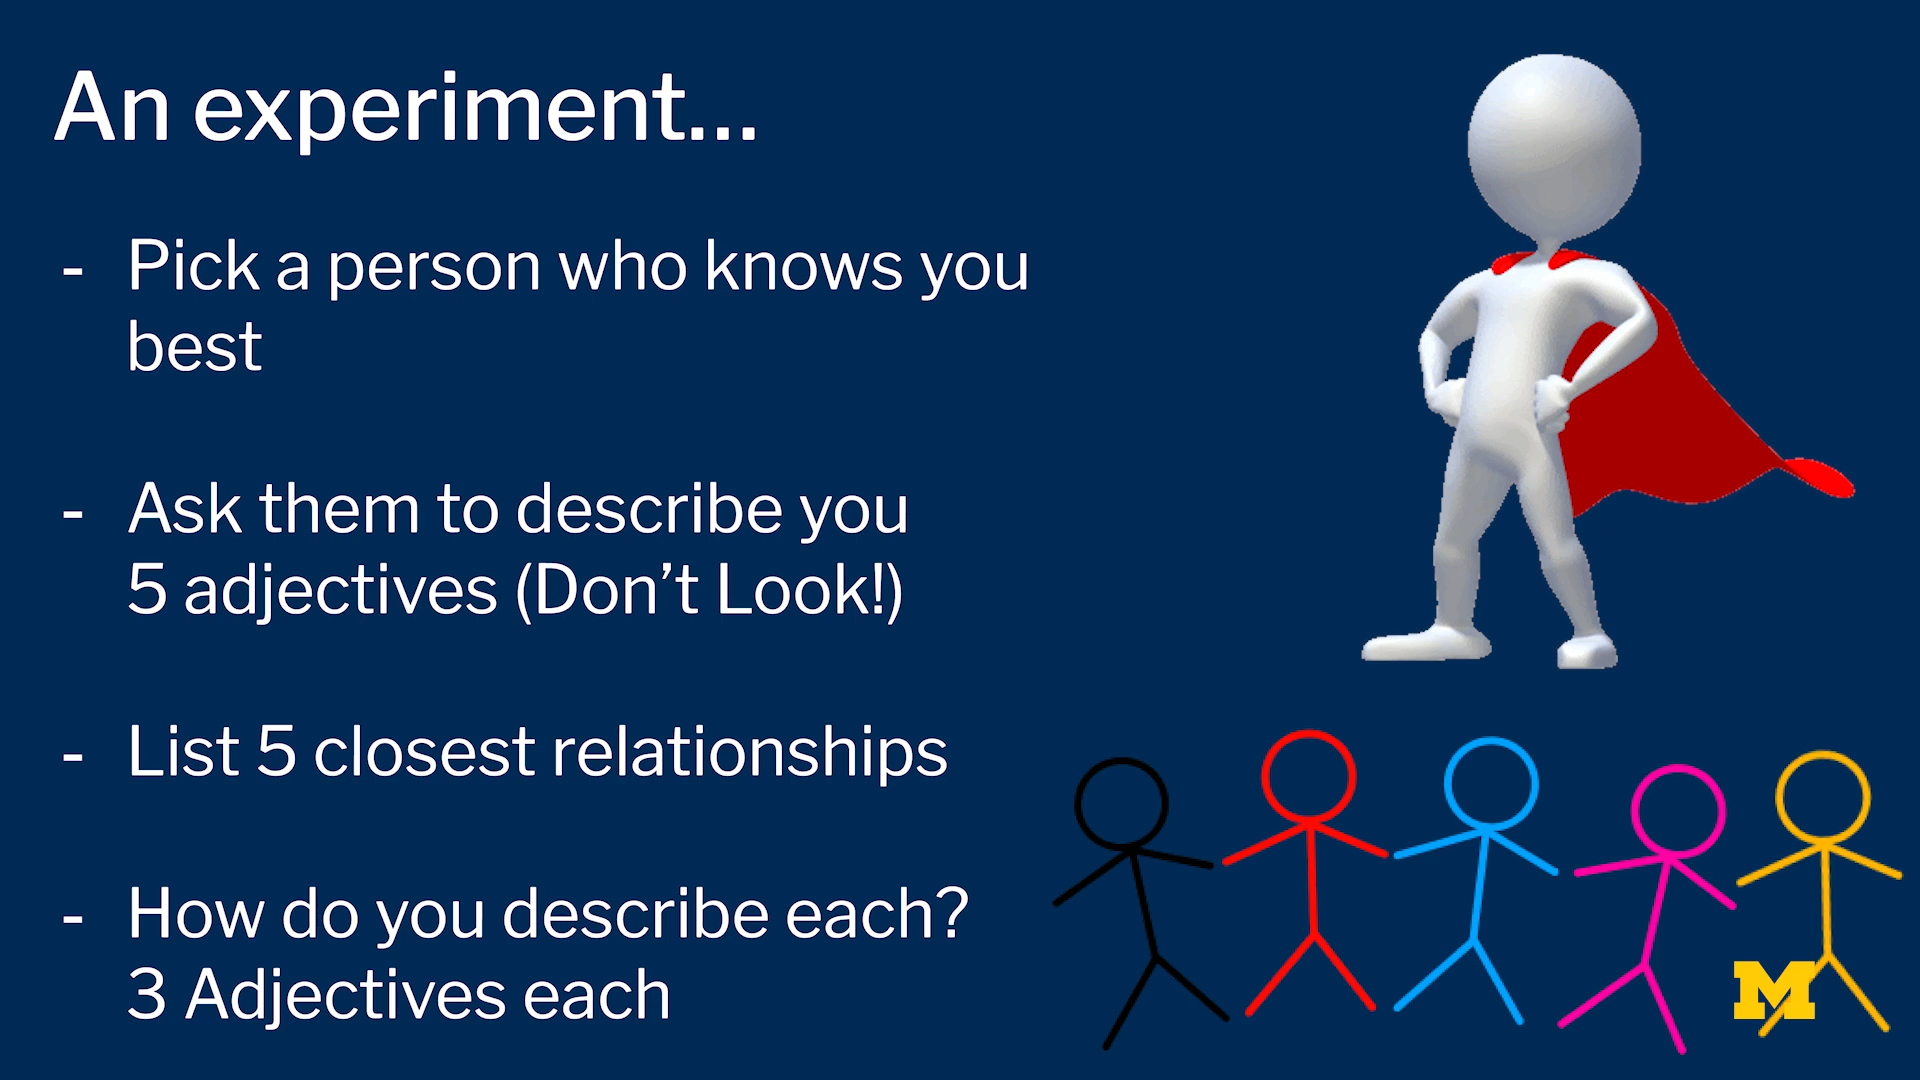 An experiment...
- Pick a person who knows you
best
- Ask them to describe you
5 adjectives (Don’t Look!)
- List 5 closest relationships
- How do you describe each?
3 Adjectives each
M